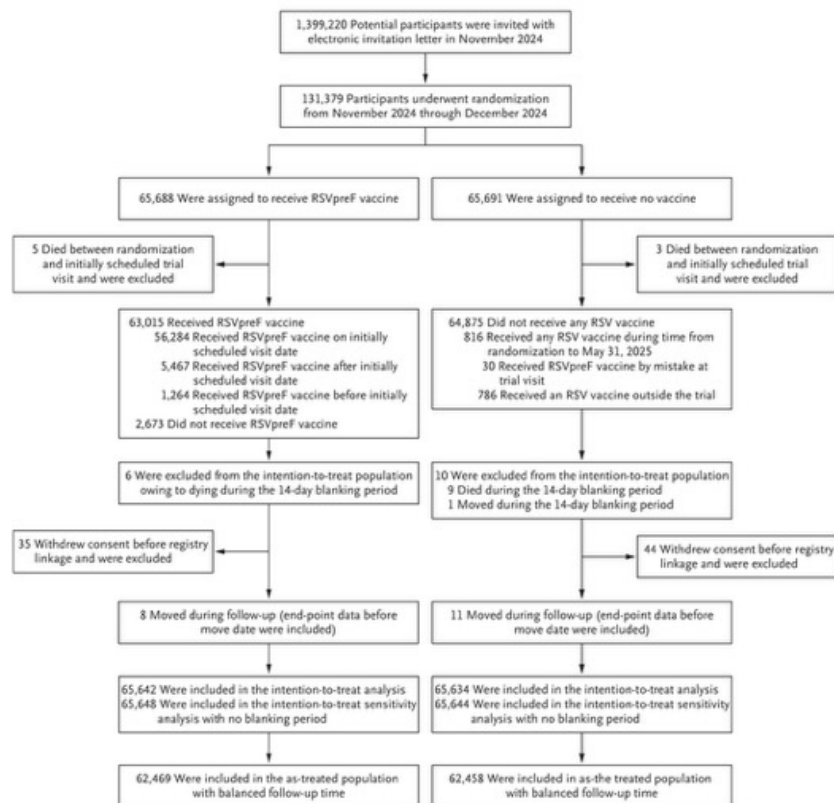 1,399,220 Potential participants were invited with
electronic invitation letter in November 2024
131,379 Participants underwent randomization
from November 2024 through December 2024
65,688 Were assigned to receive RSVpreF vaccine
65,691 Were assigned to receive no vaccine
5 Died between randomization
and initially scheduled trial
visit and were excluded
3 Died between randomization
and initially scheduled trial
visit and were excluded
63,015 Received RSVpreF vaccine
56,284 Received RSVpreF vaccine on initially
scheduled visit date
5,467 Received RSVpreF vaccine after initially
scheduled visit date
1,264 Received RSVpreF vaccine before initially
scheduled visit date
2,673 Did not receive RSVpreF vaccine
64,875 Did not receive any RSV vaccine
816 Received any RSV vaccine during time from
randomization to May 31, 2025
30 Received RSVpreF vaccine by mistake at
trial visit
786 Received an RSV vaccine outside the trial
6 Were excluded from the intention-to-treat population
owing to dying during the 14-day blanking period
10 Were excluded from the intention-to-treat population
9 Died during the 14-day blanking period
1 Moved during the 14-day blanking period
35 Withdrew consent before registry
linkage and were excluded
44 Withdrew consent before registry
linkage and were excluded
8 Moved during follow-up (end-point data before
move date were included)
11 Moved during follow-up (end-point data before
move date were included)
65,642 Were included in the intention-to-treat analysis
65,648 Were included in the intention-to-treat sensitivity
analysis with no blanking period
65,634 Were included in the intention-to-treat analysis
65,644 Were included in the intention-to-treat sensitivity
analysis with no blanking period
62,469 Were included in the as-treated population
with balanced follow-up time
62,458 Were included in as-the treated population
with balanced follow-up time